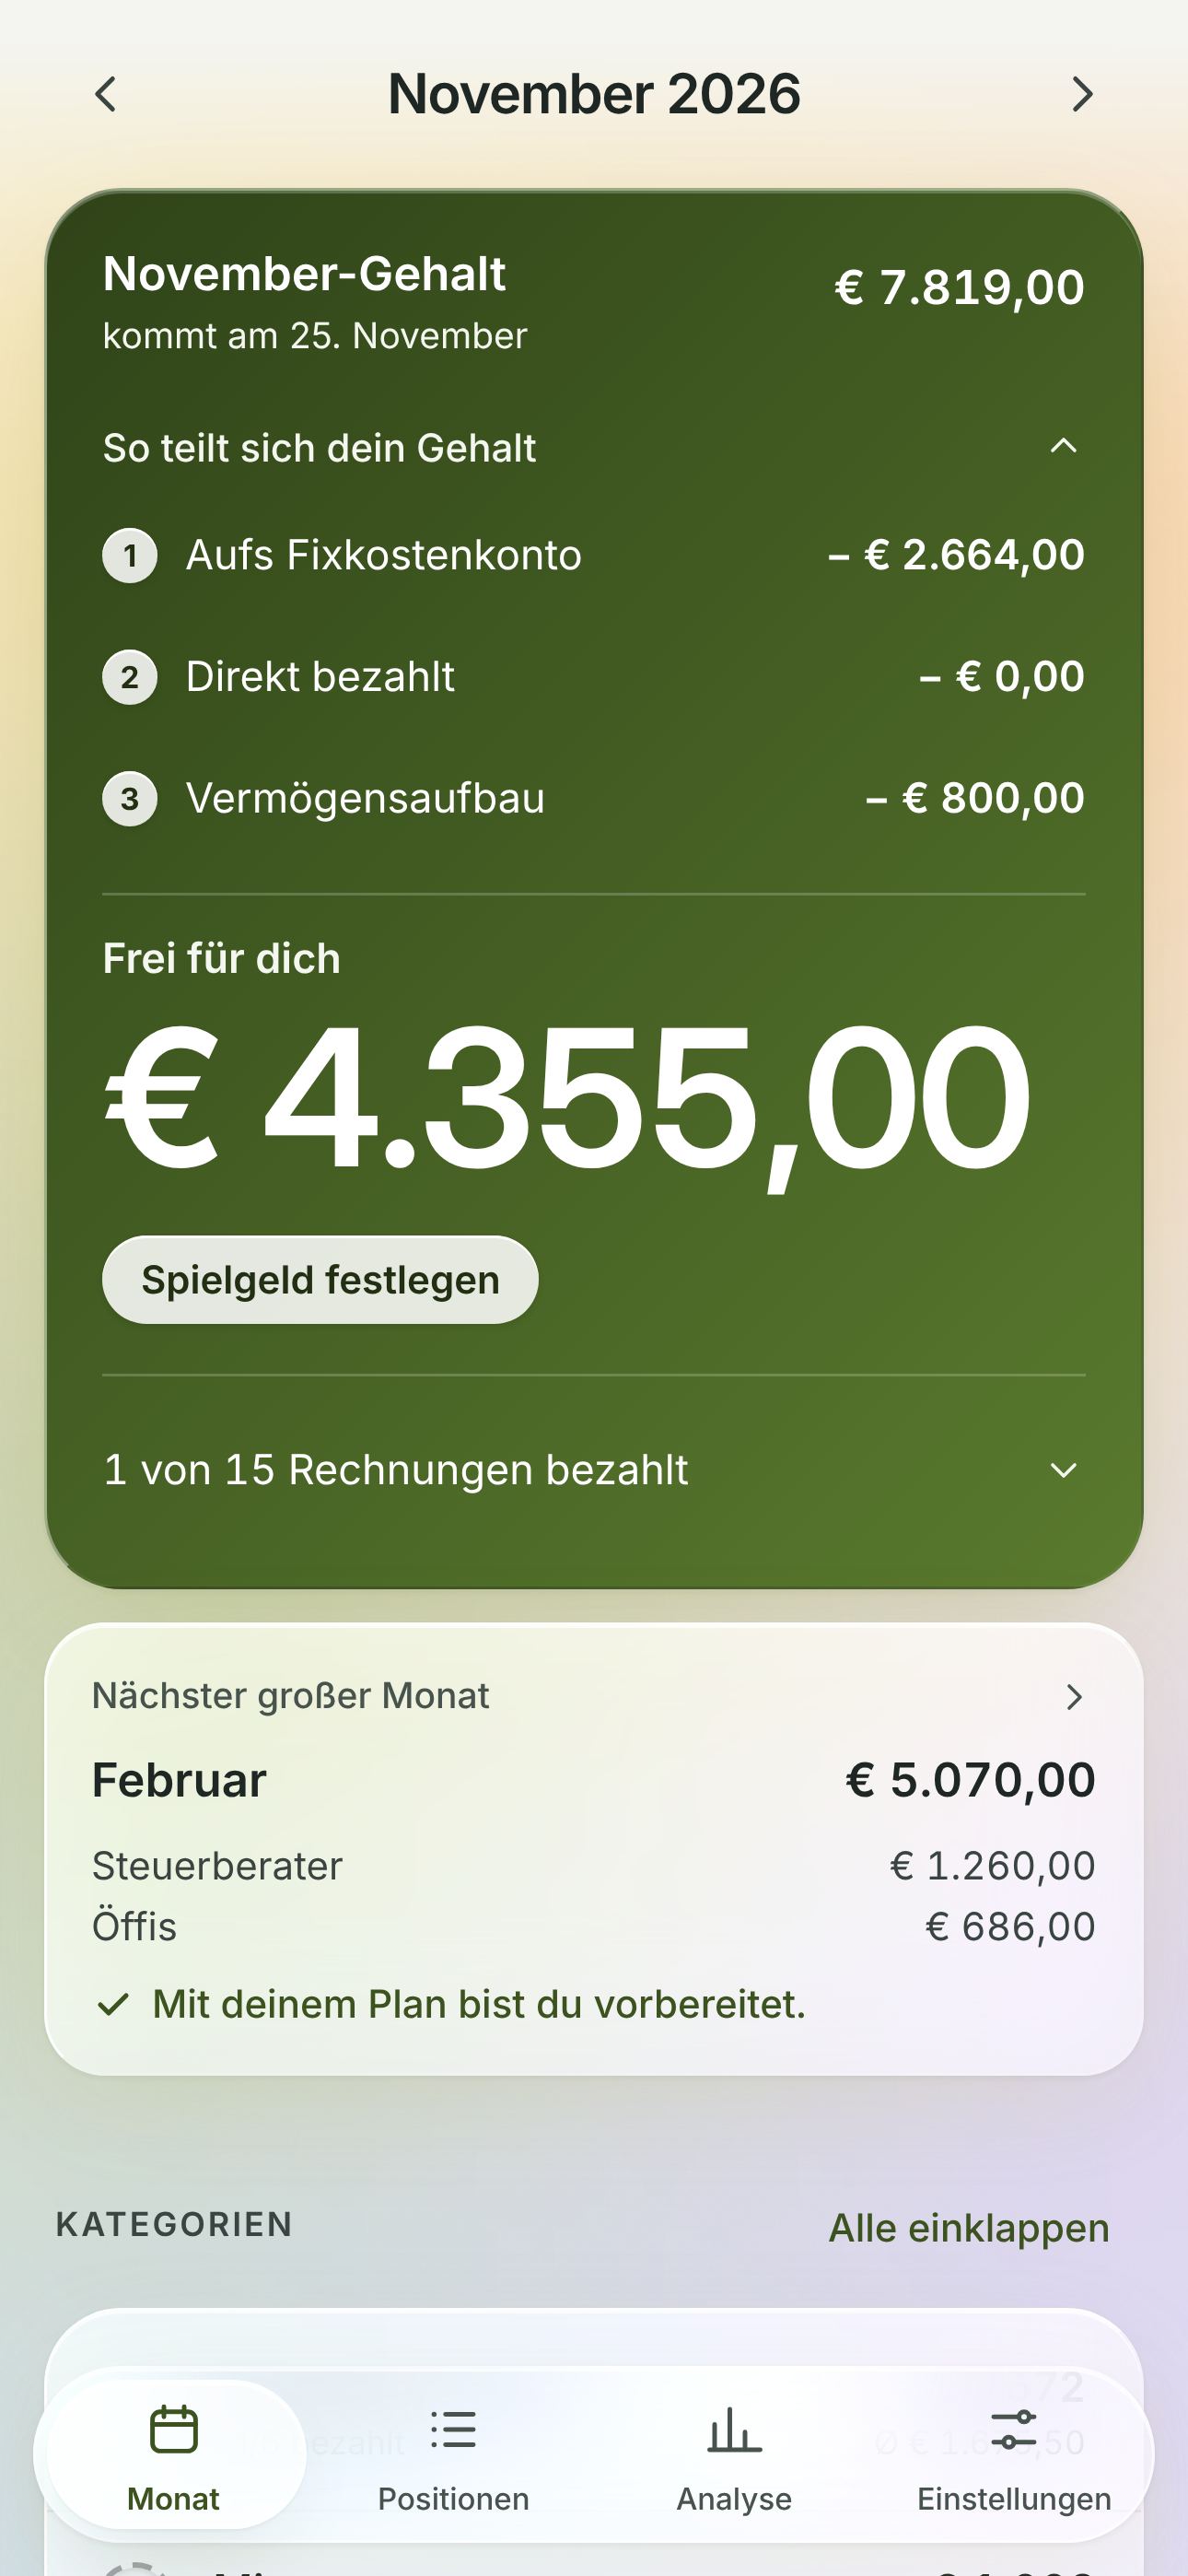 November 2026
November-Gehalt
€ 7.819,00
kommt am 25. November
So teilt sich dein Gehalt
1 Aufs Fixkostenkonto – € 2.664,00
2 Direkt bezahlt – € 0,00
3 Vermögensaufbau – € 800,00
Frei für dich
€ 4.355,00
Spielgeld festlegen
1 von 15 Rechnungen bezahlt
Nächster großer Monat
Februar € 5.070,00
Steuerberater € 1.260,00
Öffis € 686,00
Mit deinem Plan bist du vorbereitet.
KATEGORIEN Alle einklappen
Monat Positionen Analyse Einstellungen